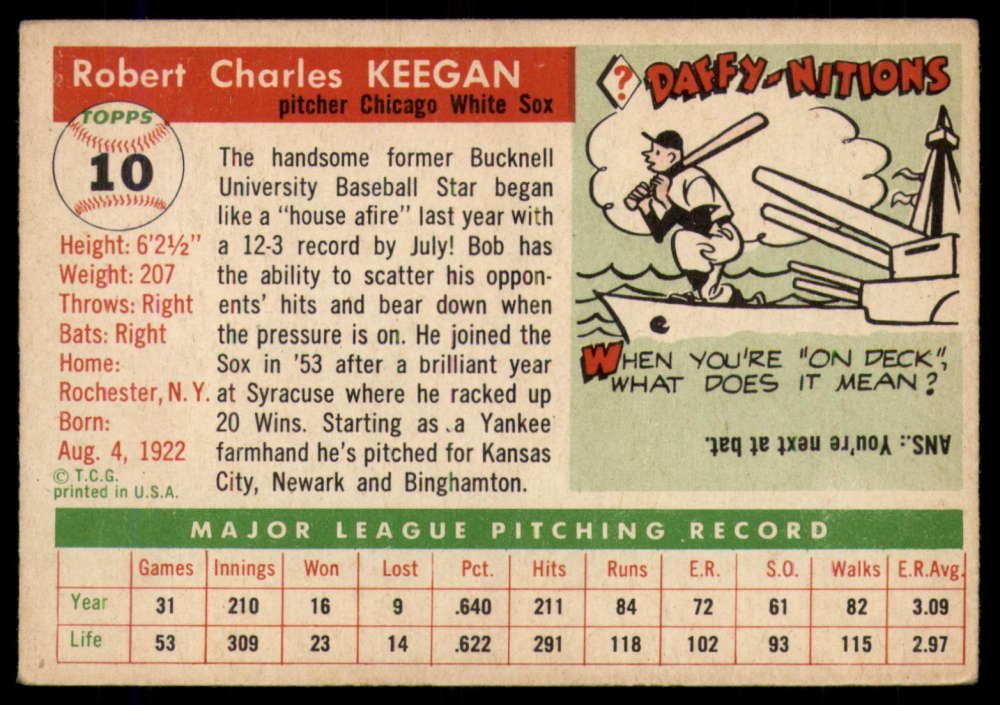 Robert Charles KEEGAN
pitcher Chicago White Sox
TOPPS
10
Height: 6'2½"
Weight: 207
Throws: Right
Bats: Right
Home:
Rochester, N.Y.
Born:
Aug. 4, 1922
© T.C.G.
printed in U.S.A.
The handsome former Bucknell
University Baseball Star began
like a "house afire" last year with
a 12-3 record by July! Bob has
the ability to scatter his oppon-
ents' hits and bear down when
the pressure is on. He joined the
Sox in '53 after a brilliant year
at Syracuse where he racked up
20 Wins. Starting as a Yankee
farmhand he's pitched for Kansas
City, Newark and Binghamton.
? DAFFY-NITIONS
WHEN YOU'RE "ON DECK",
WHAT DOES IT MEAN?
ANS.: You're next at bat.
MAJOR LEAGUE PITCHING RECORD
Games Innings Won Lost Pct. Hits Runs E.R. S.O. Walks E.R.Avg.
Year 31 210 16 9 .640 211 84 72 61 82 3.09
Life 53 309 23 14 .622 291 118 102 93 115 2.97